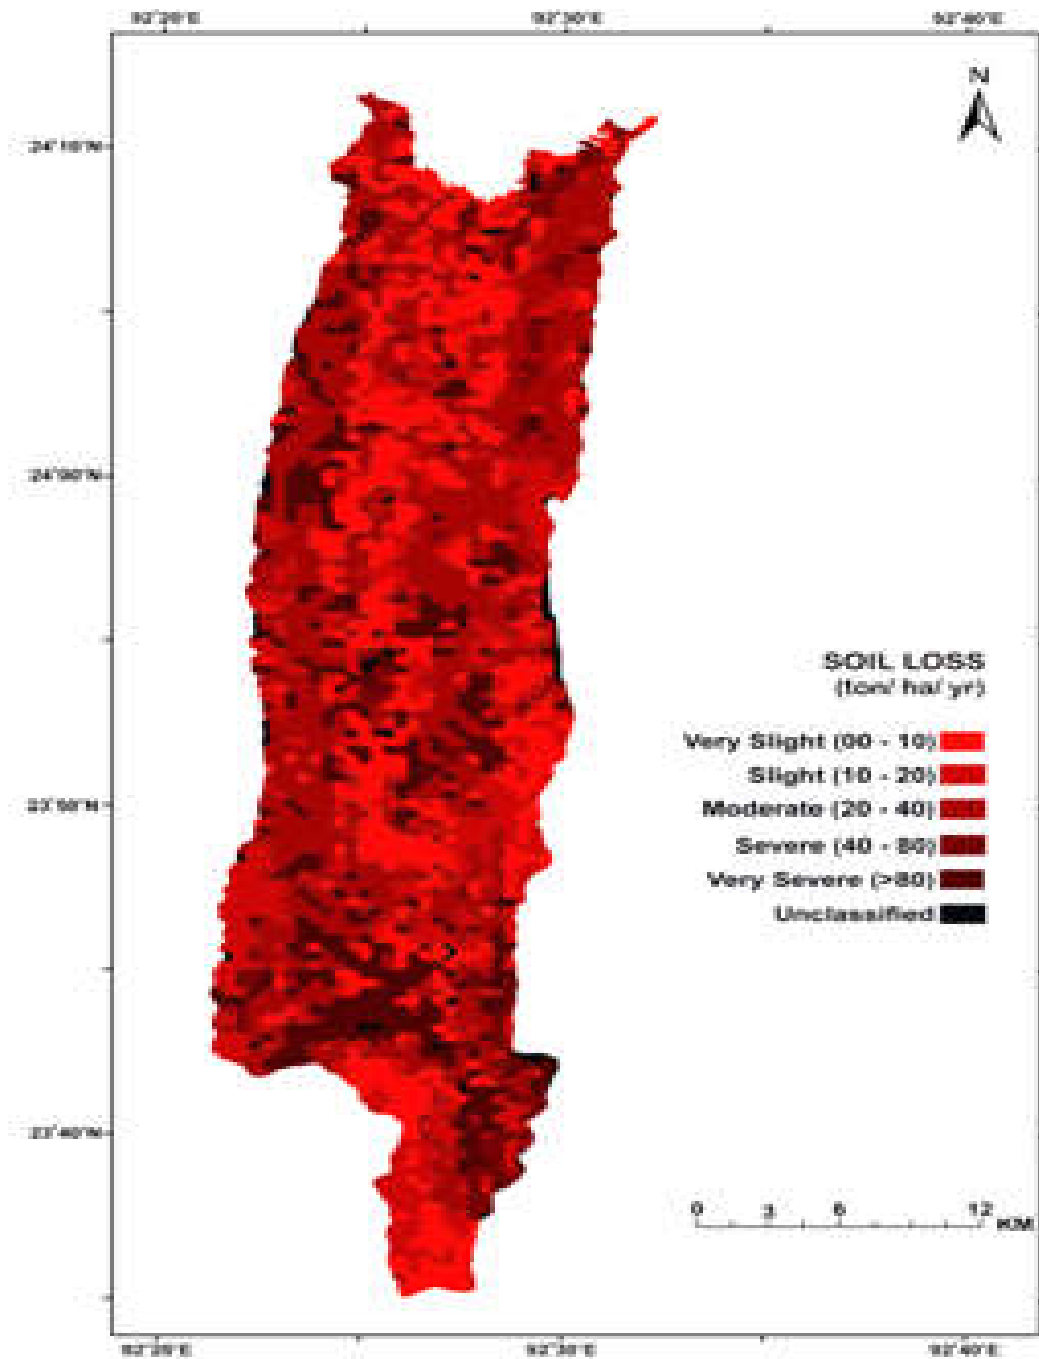 92°20'E 92°30'E 92°40'E
N
24°10'N
24°00'N
23°50'N
23°40'N
SOIL LOSS
(ton/ ha/ yr)
Very Slight (00 - 10)
Slight (10 - 20)
Moderate (20 - 40)
Severe (40 - 80)
Very Severe (>80)
Unclassified
0 3 6 12
KM
92°20'E 92°30'E 92°40'E